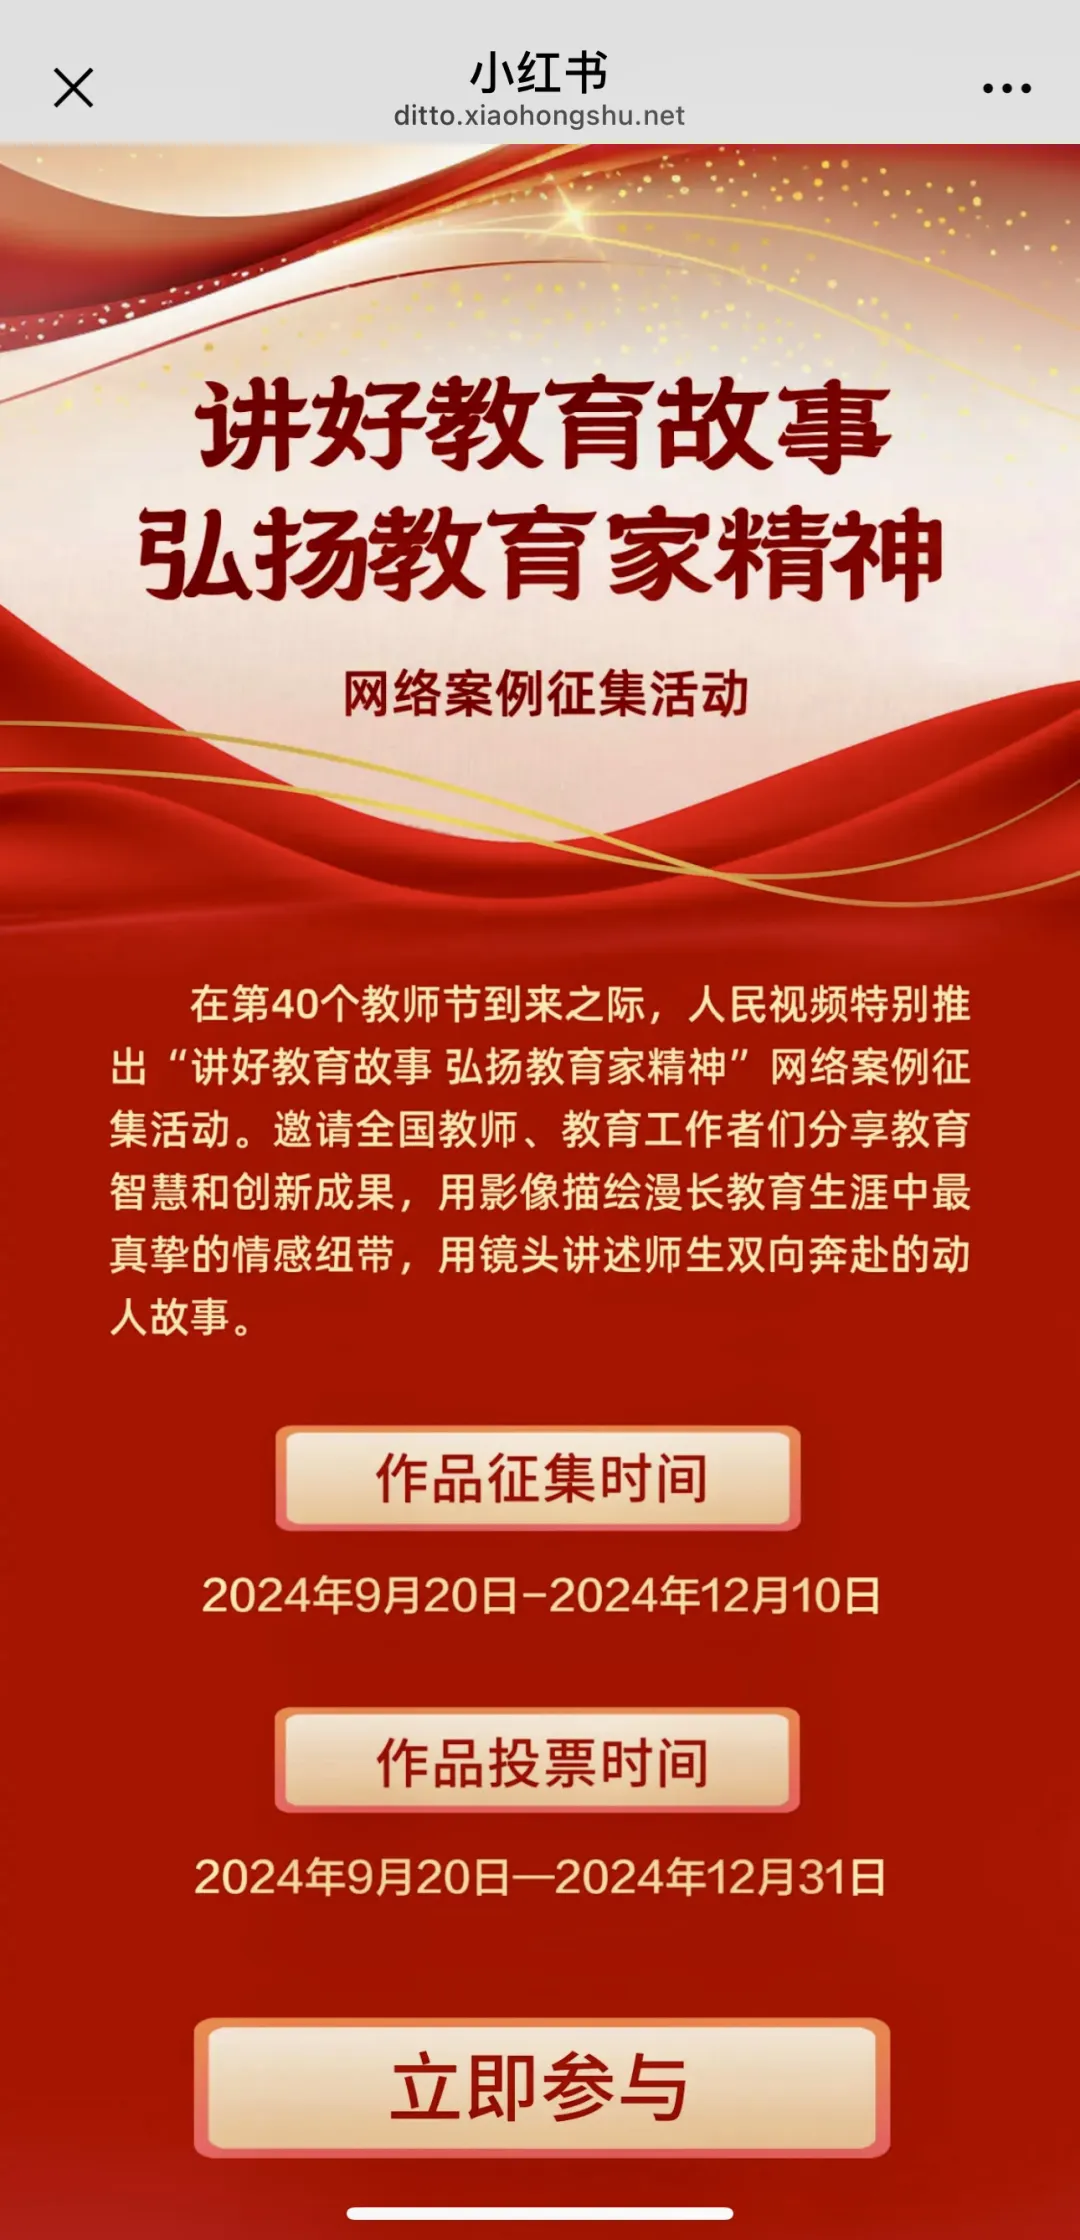 小红书
ditto.xiaohongshu.net
讲好教育故事
弘扬教育家精神
网络案例征集活动
在第40个教师节到来之际，人民视频特别推
出“讲好教育故事 弘扬教育家精神”网络案例征
集活动。邀请全国教师、教育工作者们分享教育
智慧和创新成果，用影像描绘漫长教育生涯中最
真挚的情感纽带，用镜头讲述师生双向奔赴的动
人故事。
作品征集时间
2024年9月20日-2024年12月10日
作品投票时间
2024年9月20日—2024年12月31日
立即参与